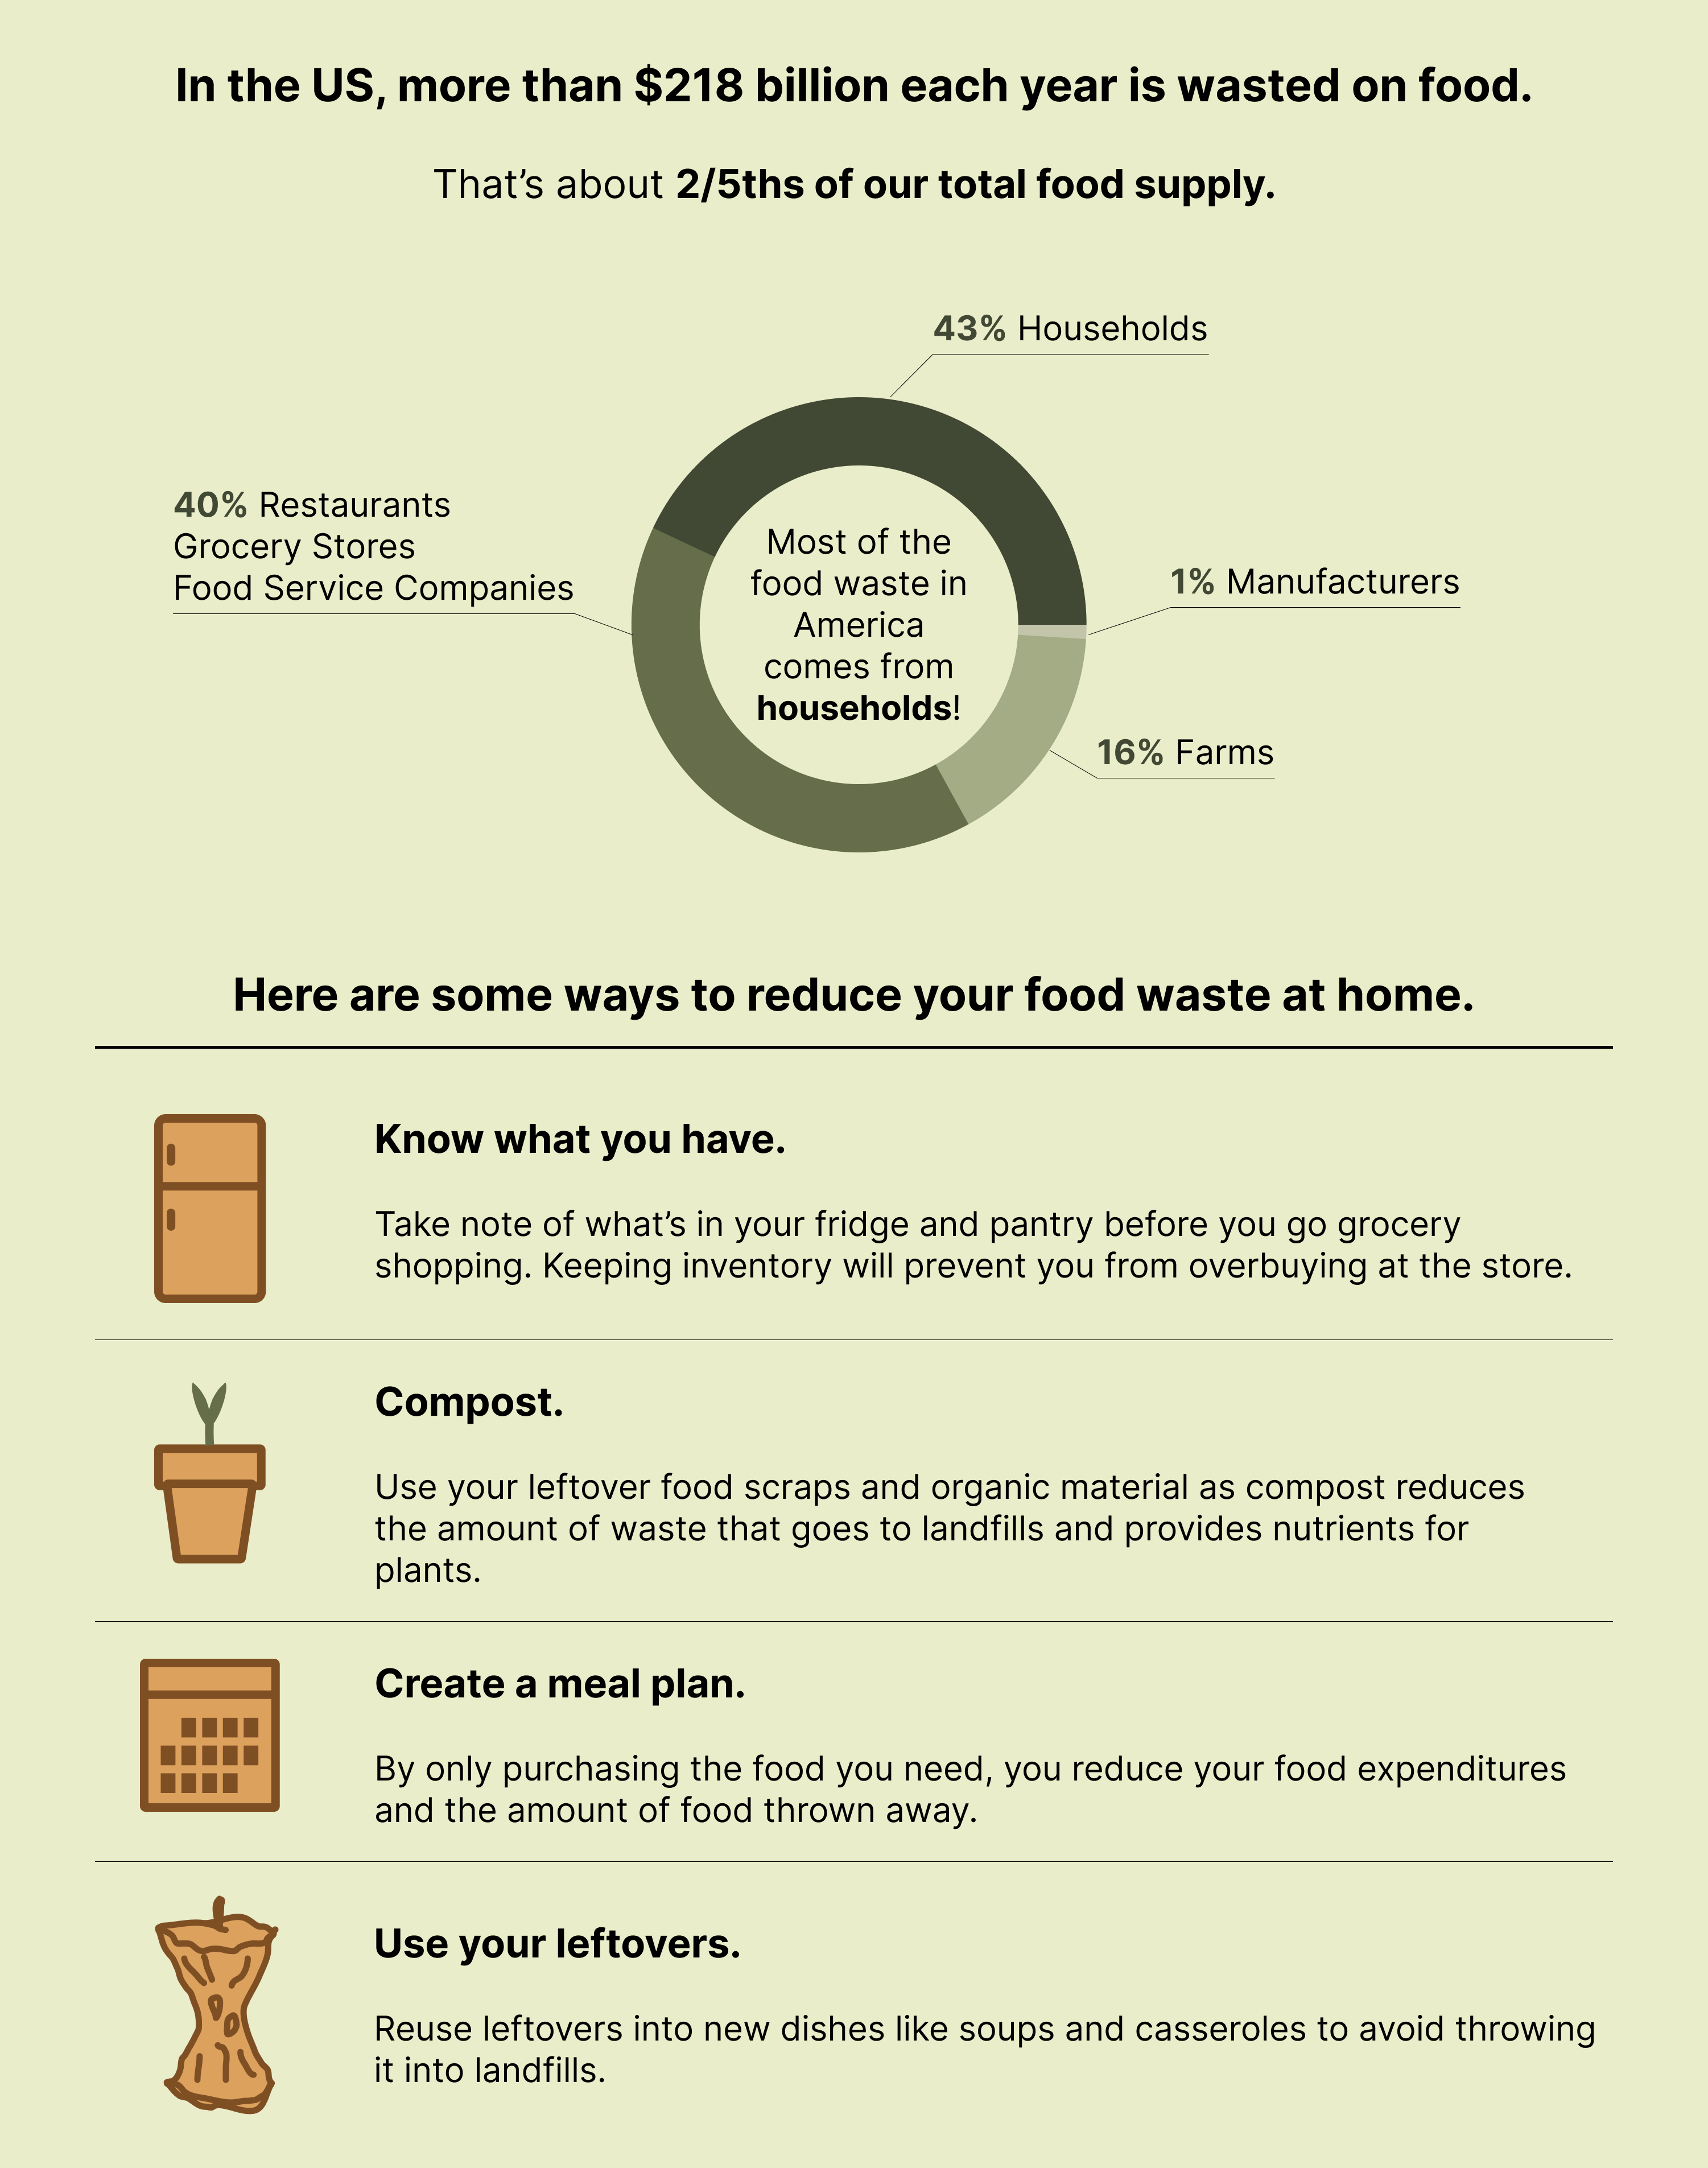 In the US, more than $218 billion each year is wasted on food.
That’s about 2/5ths of our total food supply.
43% Households
40% Restaurants
Grocery Stores
Food Service Companies
Most of the
food waste in
America
comes from
households!
1% Manufacturers
16% Farms
Here are some ways to reduce your food waste at home.
Know what you have.
Take note of what’s in your fridge and pantry before you go grocery
shopping. Keeping inventory will prevent you from overbuying at the store.
Compost.
Use your leftover food scraps and organic material as compost reduces
the amount of waste that goes to landfills and provides nutrients for
plants.
Create a meal plan.
By only purchasing the food you need, you reduce your food expenditures
and the amount of food thrown away.
Use your leftovers.
Reuse leftovers into new dishes like soups and casseroles to avoid throwing
it into landfills.